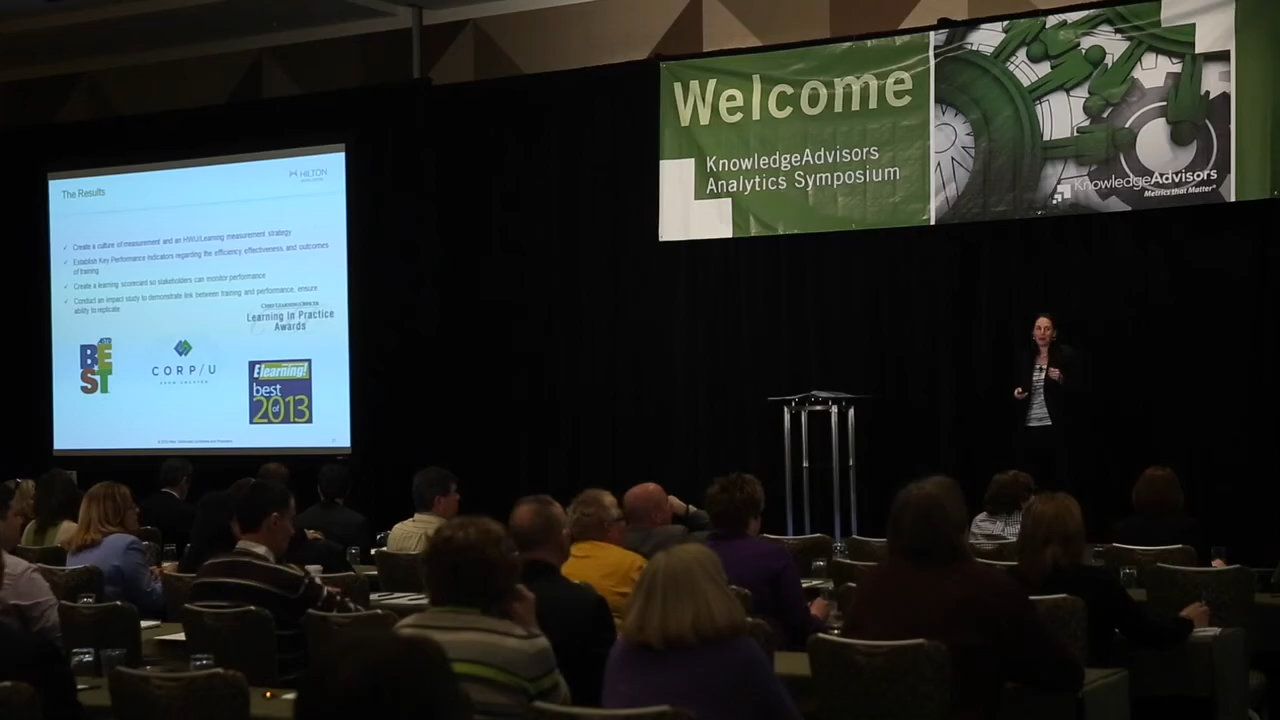 The Results
HILTON
✓ Create a culture of measurement and an HWU/Learning measurement strategy
✓ Establish Key Performance Indicators regarding the efficiency, effectiveness, and outcomes
of training
✓ Create a learning scorecard so stakeholders can monitor performance
✓ Conduct an impact study to demonstrate link between training and performance, ensure
ability to replicate
Learning In Practice
Awards
BEST
CORP/U
Elearning!
best
of
2013
Welcome
KnowledgeAdvisors
Analytics Symposium
KnowledgeAdvisors
Metrics that Matter®